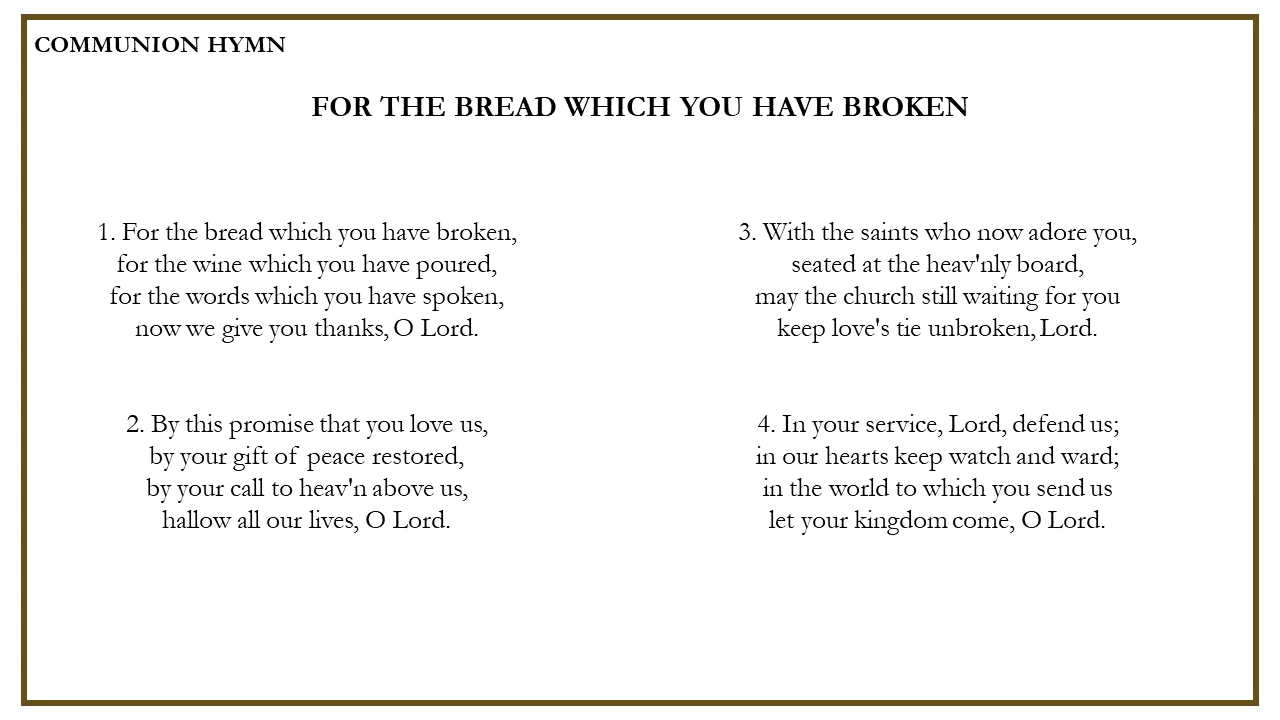 COMMUNION HYMN
FOR THE BREAD WHICH YOU HAVE BROKEN
1. For the bread which you have broken,
for the wine which you have poured,
for the words which you have spoken,
now we give you thanks, O Lord.
2. By this promise that you love us,
by your gift of peace restored,
by your call to heav'n above us,
hallow all our lives, O Lord.
3. With the saints who now adore you,
seated at the heav'nly board,
may the church still waiting for you
keep love's tie unbroken, Lord.
4. In your service, Lord, defend us;
in our hearts keep watch and ward;
in the world to which you send us
let your kingdom come, O Lord.